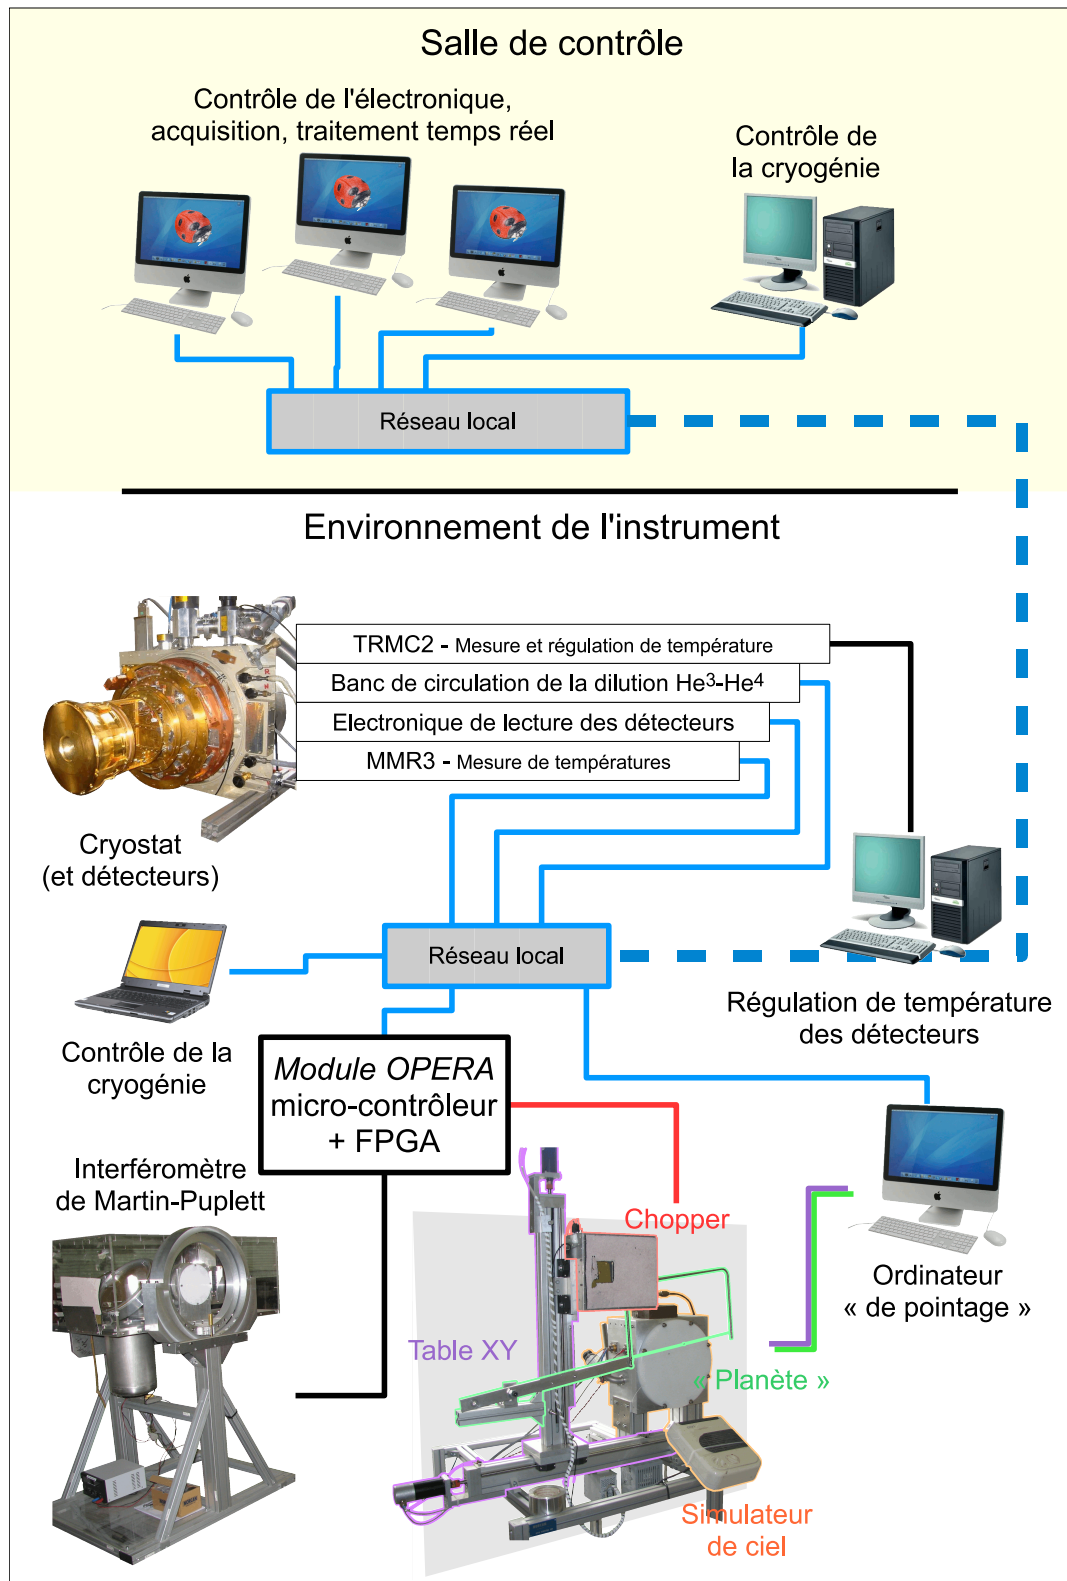 Salle de contrôle
Contrôle de l'électronique,
acquisition, traitement temps réel
Contrôle de
la cryogénie
Réseau local
Environnement de l'instrument
TRMC2 - Mesure et régulation de température
Banc de circulation de la dilution He3-He4
Electronique de lecture des détecteurs
MMR3 - Mesure de températures
Cryostat
(et détecteurs)
Réseau local
Contrôle de la
cryogénie
Régulation de température
des détecteurs
Module OPERA
micro-contrôleur
+ FPGA
Interféromètre
de Martin-Puplett
Chopper
Ordinateur
« de pointage »
Table XY
« Planète »
Simulateur
de ciel